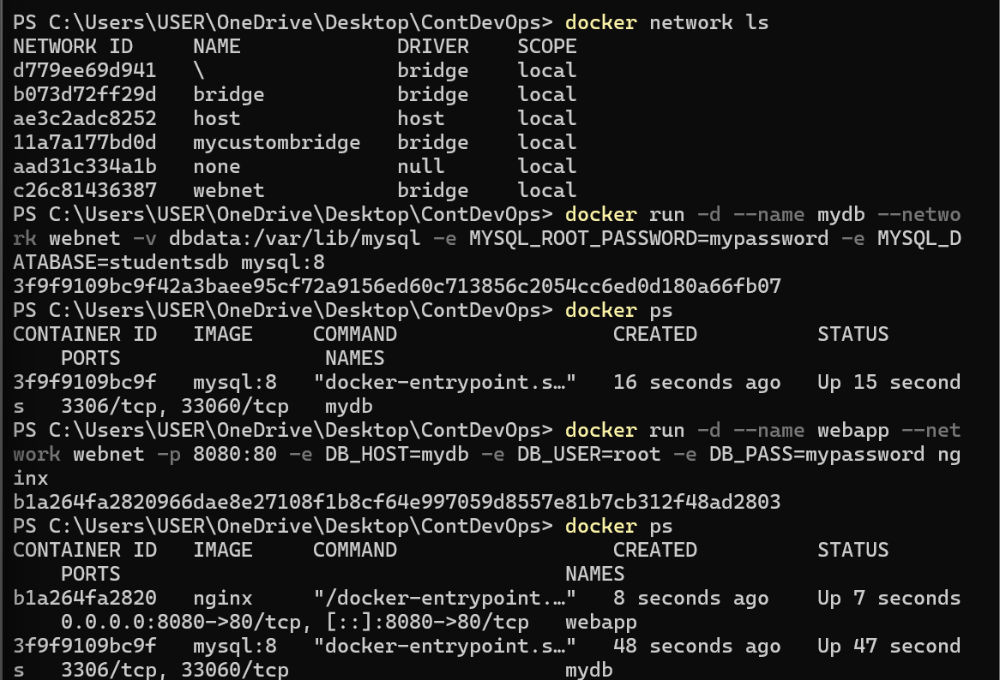 PS C:\Users\USER\OneDrive\Desktop\ContDevOps> docker network ls
NETWORK ID     NAME             DRIVER    SCOPE
d779ee69d941   \                bridge    local
b073d72ff29d   bridge           bridge    local
ae3c2adc8252   host             host      local
11a7a177bd0d   mycustombridge   bridge    local
aad31c334a1b   none             null      local
c26c81436387   webnet           bridge    local
PS C:\Users\USER\OneDrive\Desktop\ContDevOps> docker run -d --name mydb --netwo
rk webnet -v dbdata:/var/lib/mysql -e MYSQL_ROOT_PASSWORD=mypassword -e MYSQL_D
ATABASE=studentsdb mysql:8
3f9f9109bc9f42a3baee95cf72a9156ed60c713856c2054cc6ed0d180a66fb07
PS C:\Users\USER\OneDrive\Desktop\ContDevOps> docker ps
CONTAINER ID   IMAGE     COMMAND                  CREATED          STATUS
    PORTS                 NAMES
3f9f9109bc9f   mysql:8   "docker-entrypoint.s…"   16 seconds ago   Up 15 second
s   3306/tcp, 33060/tcp   mydb
PS C:\Users\USER\OneDrive\Desktop\ContDevOps> docker run -d --name webapp --net
work webnet -p 8080:80 -e DB_HOST=mydb -e DB_USER=root -e DB_PASS=mypassword ng
inx
b1a264fa2820966dae8e27108f1b8cf64e997059d8557e81b7cb312f48ad2803
PS C:\Users\USER\OneDrive\Desktop\ContDevOps> docker ps
CONTAINER ID   IMAGE     COMMAND                  CREATED          STATUS
    PORTS                                     NAMES
b1a264fa2820   nginx     "/docker-entrypoint.…"   8 seconds ago    Up 7 seconds
    0.0.0.0:8080->80/tcp, [::]:8080->80/tcp   webapp
3f9f9109bc9f   mysql:8   "docker-entrypoint.s…"   48 seconds ago   Up 47 second
s   3306/tcp, 33060/tcp                       mydb